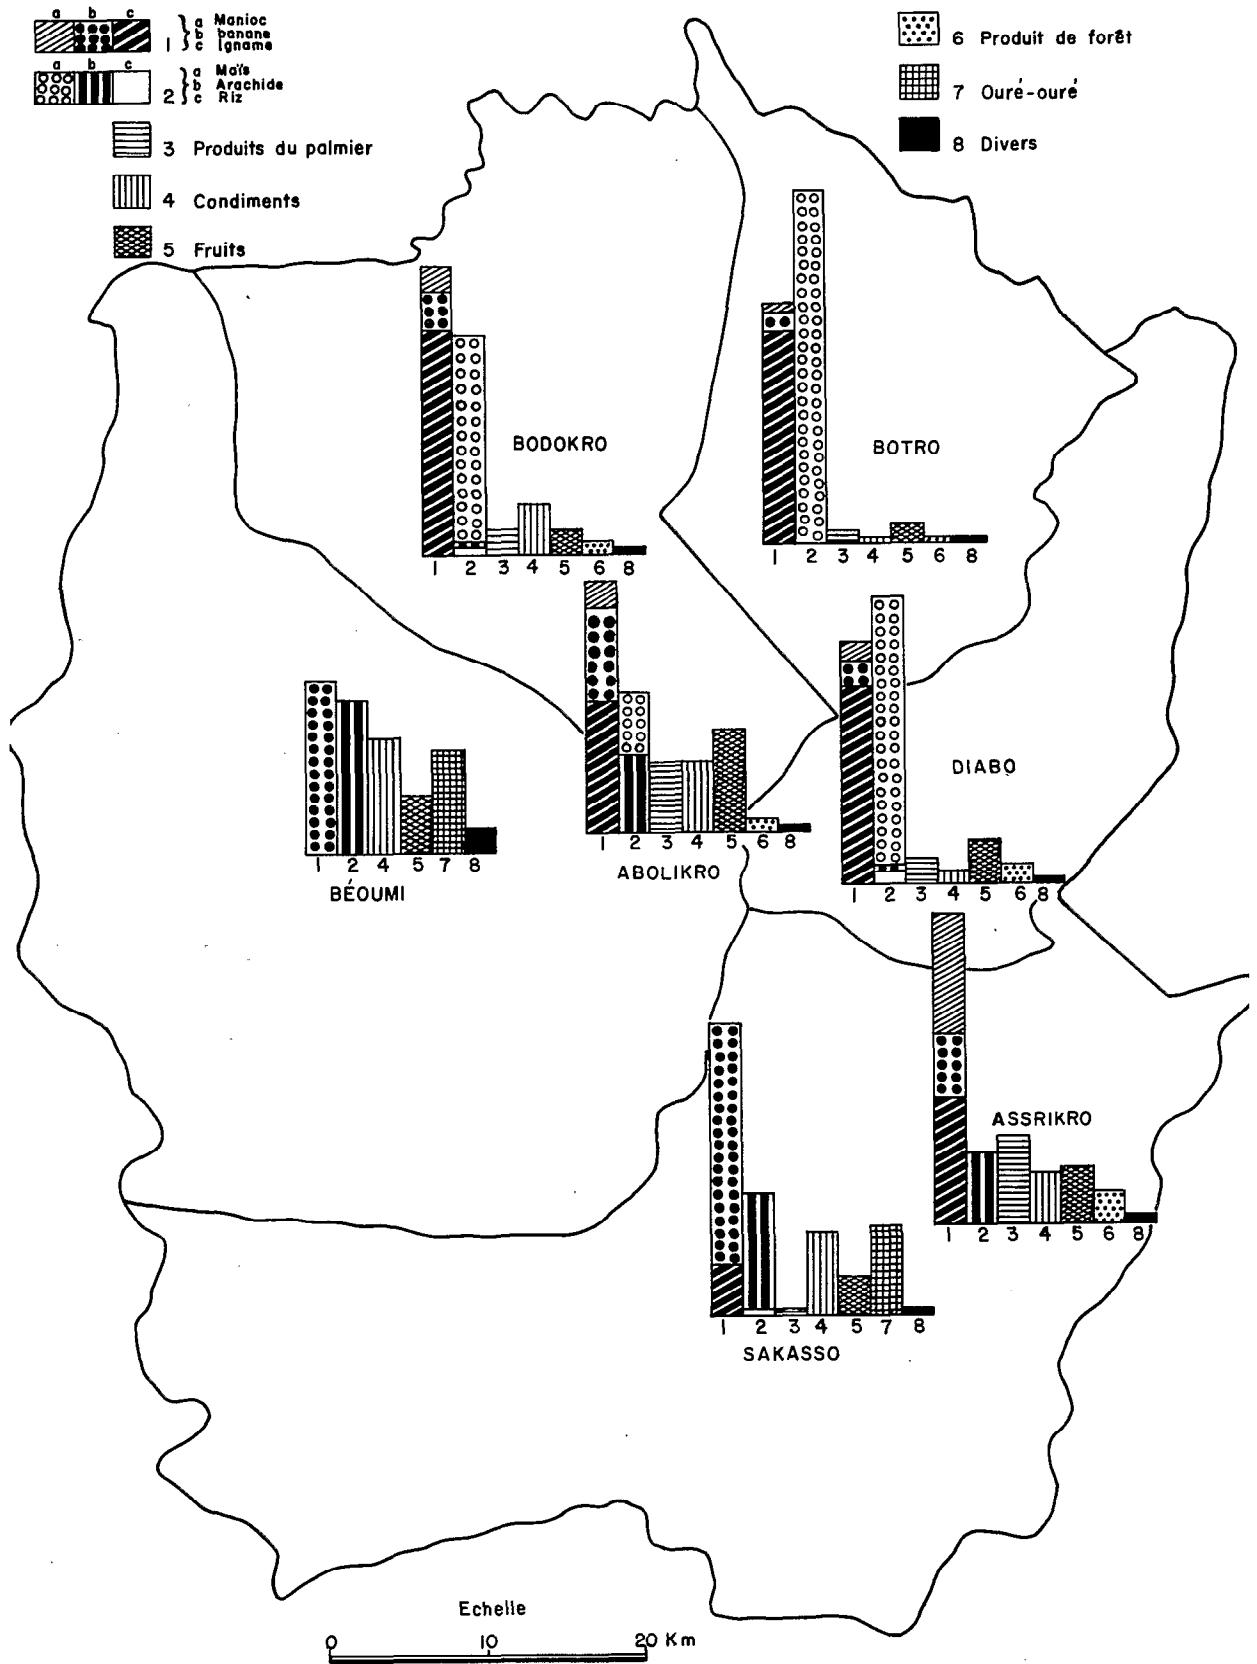 a b c
1 } a Manioc
b banane
c Igname
a b c
2 } a Maïs
b Arachide
c Riz
3 Produits du palmier
4 Condiments
5 Fruits
6 Produit de forêt
7 Ouré-ouré
8 Divers
BODOKRO
1 2 3 4 5 6 8
BOTRO
1 2 3 4 5 6 8
1 2 4 5 7 8
BÉOUMI
1 2 3 4 5 6 8
ABOLIKRO
DIABO
1 2 3 4 5 6 8
ASSRIKRO
1 2 3 4 5 6 8
1 2 3 4 5 7 8
SAKASSO
Echelle
0 10 20 Km